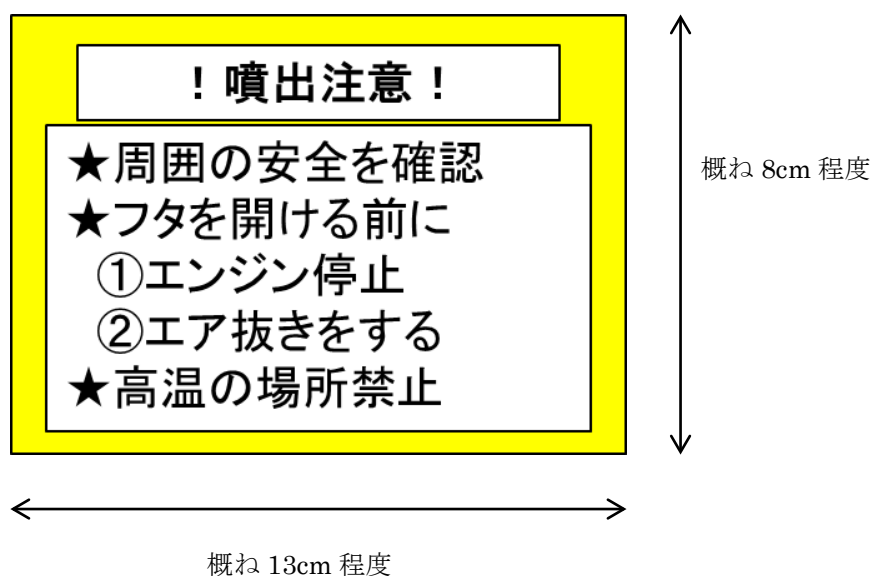 ！噴出注意！
★周囲の安全を確認
★フタを開ける前に
①エンジン停止
②エア抜きをする
★高温の場所禁止
概ね 8cm 程度
概ね 13cm 程度